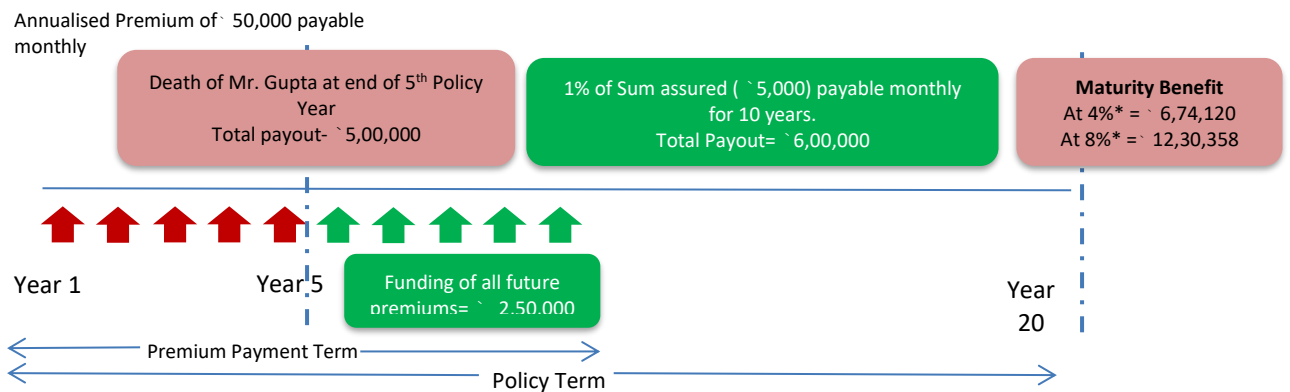 Annualised Premium of ` 50,000 payable
monthly
Death of Mr. Gupta at end of 5th Policy
Year
Total payout- ` 5,00,000
1% of Sum assured ( ` 5,000) payable monthly
for 10 years.
Total Payout= ` 6,00,000
Maturity Benefit
At 4%* = ` 6,74,120
At 8%* = ` 12,30,358
Year 1
Year 5
Funding of all future
premiums= ` 2,50,000
Year
20
Premium Payment Term
Policy Term